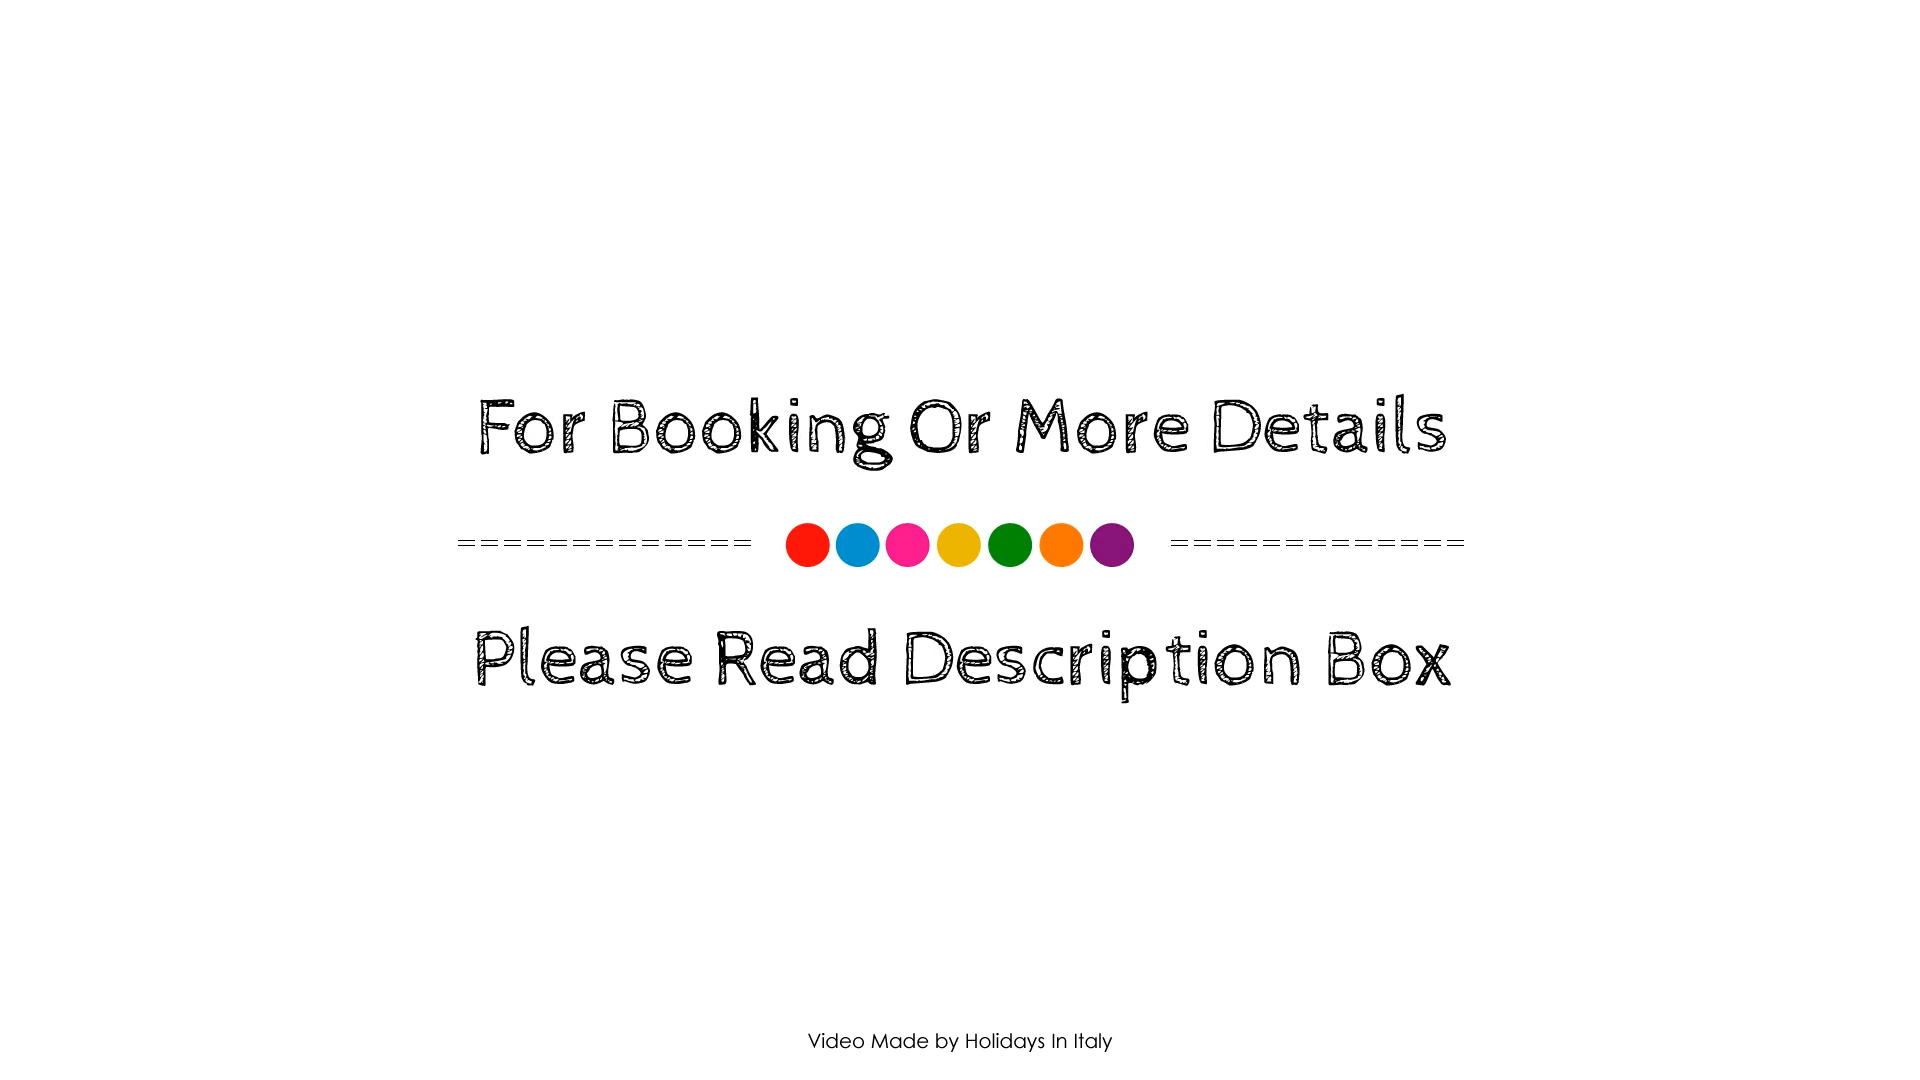 For Booking Or More Details
============= =============
Please Read Description Box
Video Made by Holidays In Italy